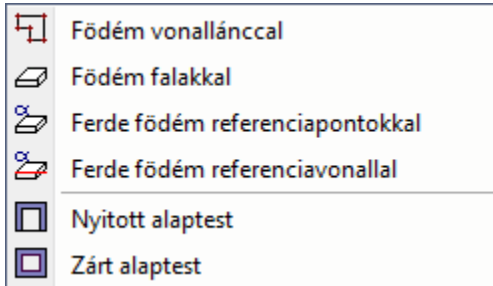 Födém vonallánccal
Födém falakkal
Ferde födém referenciapontokkal
Ferde födém referenciavonallal
Nyitott alaptest
Zárt alaptest